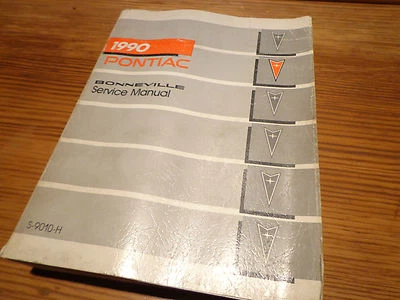 1990
PONTIAC
BONNEVILLE
Service Manual
S-9010-H